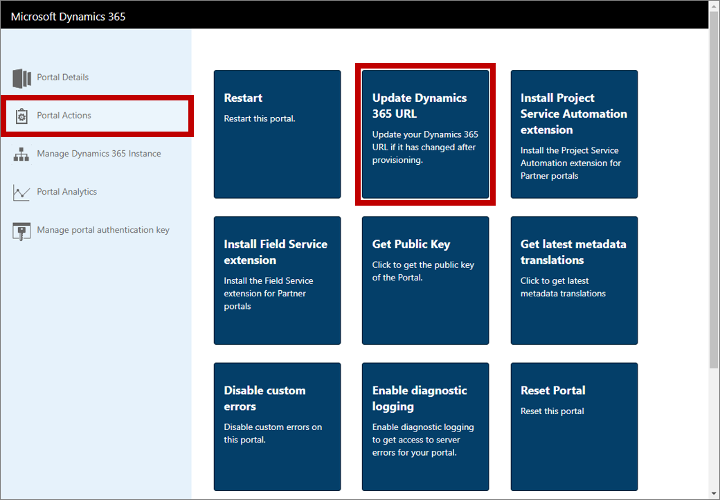 Microsoft Dynamics 365
Portal Details
Portal Actions
Manage Dynamics 365 Instance
Portal Analytics
Manage portal authentication key
Restart
Restart this portal.
Update Dynamics
365 URL
Update your Dynamics 365
URL if it has changed after
provisioning.
Install Project
Service Automation
extension
Install the Project Service
Automation extension for
Partner portals
Install Field Service
extension
Install the Field Service
extension for Partner
portals
Get Public Key
Click to get the public key
of the Portal.
Get latest metadata
translations
Click to get latest
metadata translations
Disable custom
errors
Disable custom errors on
this portal.
Enable diagnostic
logging
Enable diagnostic logging
to get access to server
errors for your portal.
Reset Portal
Reset this portal